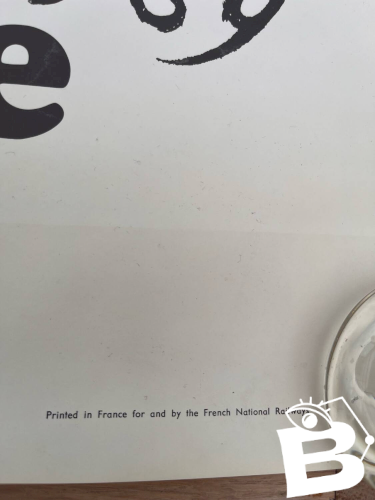 e
Printed in France for and by the French National Railways
B